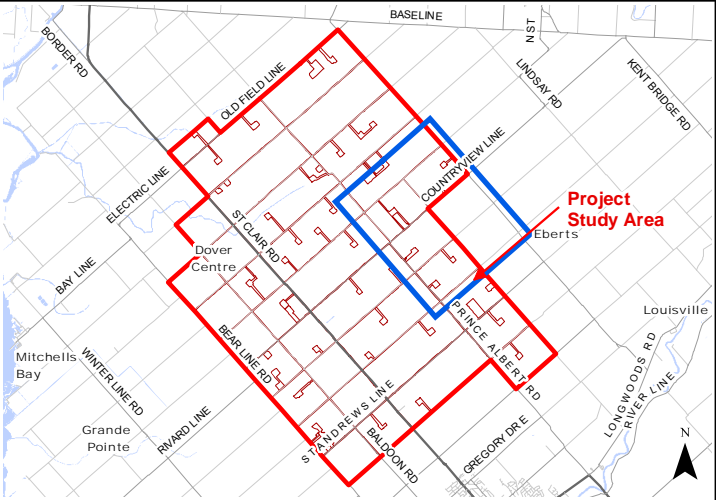 BASELINE
BORDER RD
N ST
LINDSAY RD
KENT BRIDGE RD
OLD FIELD LINE
COUNTRYVIEW LINE
ELECTRIC LINE
Project
Study Area
ST CLAIR RD
Eberts
Dover
Centre
BAY LINE
PRINCE ALBERT RD
Louisville
BEAR LINE RD
Mitchells
Bay
WINTER LINE RD
LONGWOODS RD
RIVER LINE
ST ANDREWS LINE
RIVARD LINE
Grande
Pointe
BALDOON RD
GREGORY DR E
N